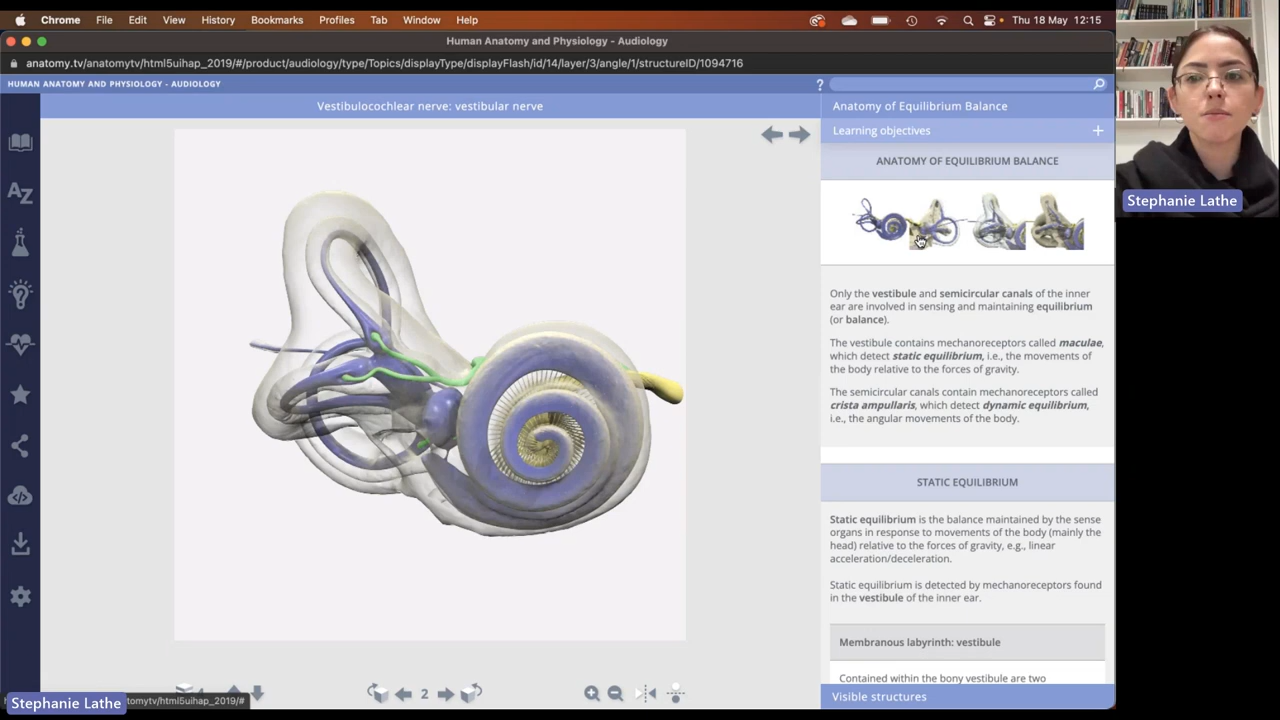 Chrome File Edit View History Bookmarks Profiles Tab Window Help Thu 18 May 12:15
Human Anatomy and Physiology - Audiology
anatomy.tv/anatomytv/html5uihap_2019/#/product/audiology/type/Topics/displayType/displayFlash/id/14/layer/3/angle/1/structureID/1094716
HUMAN ANATOMY AND PHYSIOLOGY - AUDIOLOGY ?
Vestibulocochlear nerve: vestibular nerve
AZ
2
omytv/html5uihap_2019/#
Stephanie Lathe
Anatomy of Equilibrium Balance
Learning objectives +
ANATOMY OF EQUILIBRIUM BALANCE
Only the vestibule and semicircular canals of the inner
ear are involved in sensing and maintaining equilibrium
(or balance).
The vestibule contains mechanoreceptors called maculae,
which detect static equilibrium, i.e., the movements of
the body relative to the forces of gravity.
The semicircular canals contain mechanoreceptors called
crista ampullaris, which detect dynamic equilibrium,
i.e., the angular movements of the body.
STATIC EQUILIBRIUM
Static equilibrium is the balance maintained by the sense
organs in response to movements of the body (mainly the
head) relative to the forces of gravity, e.g., linear
acceleration/deceleration.
Static equilibrium is detected by mechanoreceptors found
in the vestibule of the inner ear.
Membranous labyrinth: vestibule
Contained within the bony vestibule are two
Visible structures
Stephanie Lathe